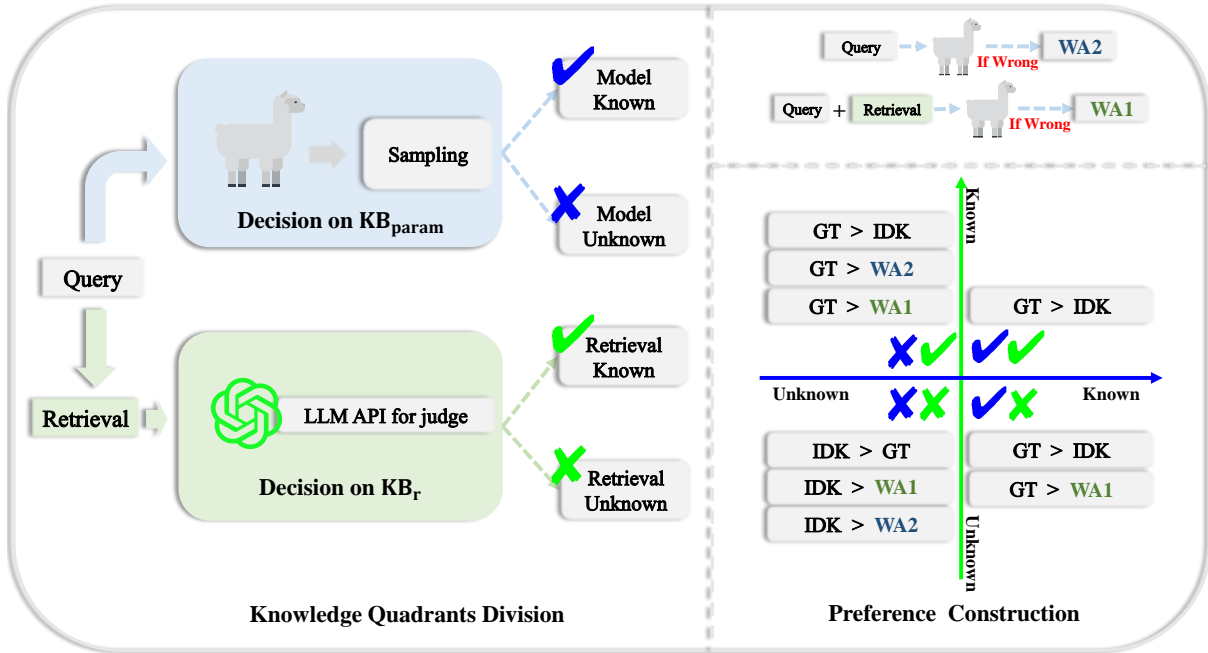 Query
Retrieval
Sampling
Decision on KBparam
Model
Known
Model
Unknown
LLM API for judge
Decision on KBr
Retrieval
Known
Retrieval
Unknown
Knowledge Quadrants Division
Query
If Wrong
WA2
Query + Retrieval
If Wrong
WA1
Known
GT > IDK
GT > WA2
GT > WA1
GT > IDK
Unknown
Known
IDK > GT
IDK > WA1
IDK > WA2
GT > IDK
GT > WA1
Unknown
Preference Construction